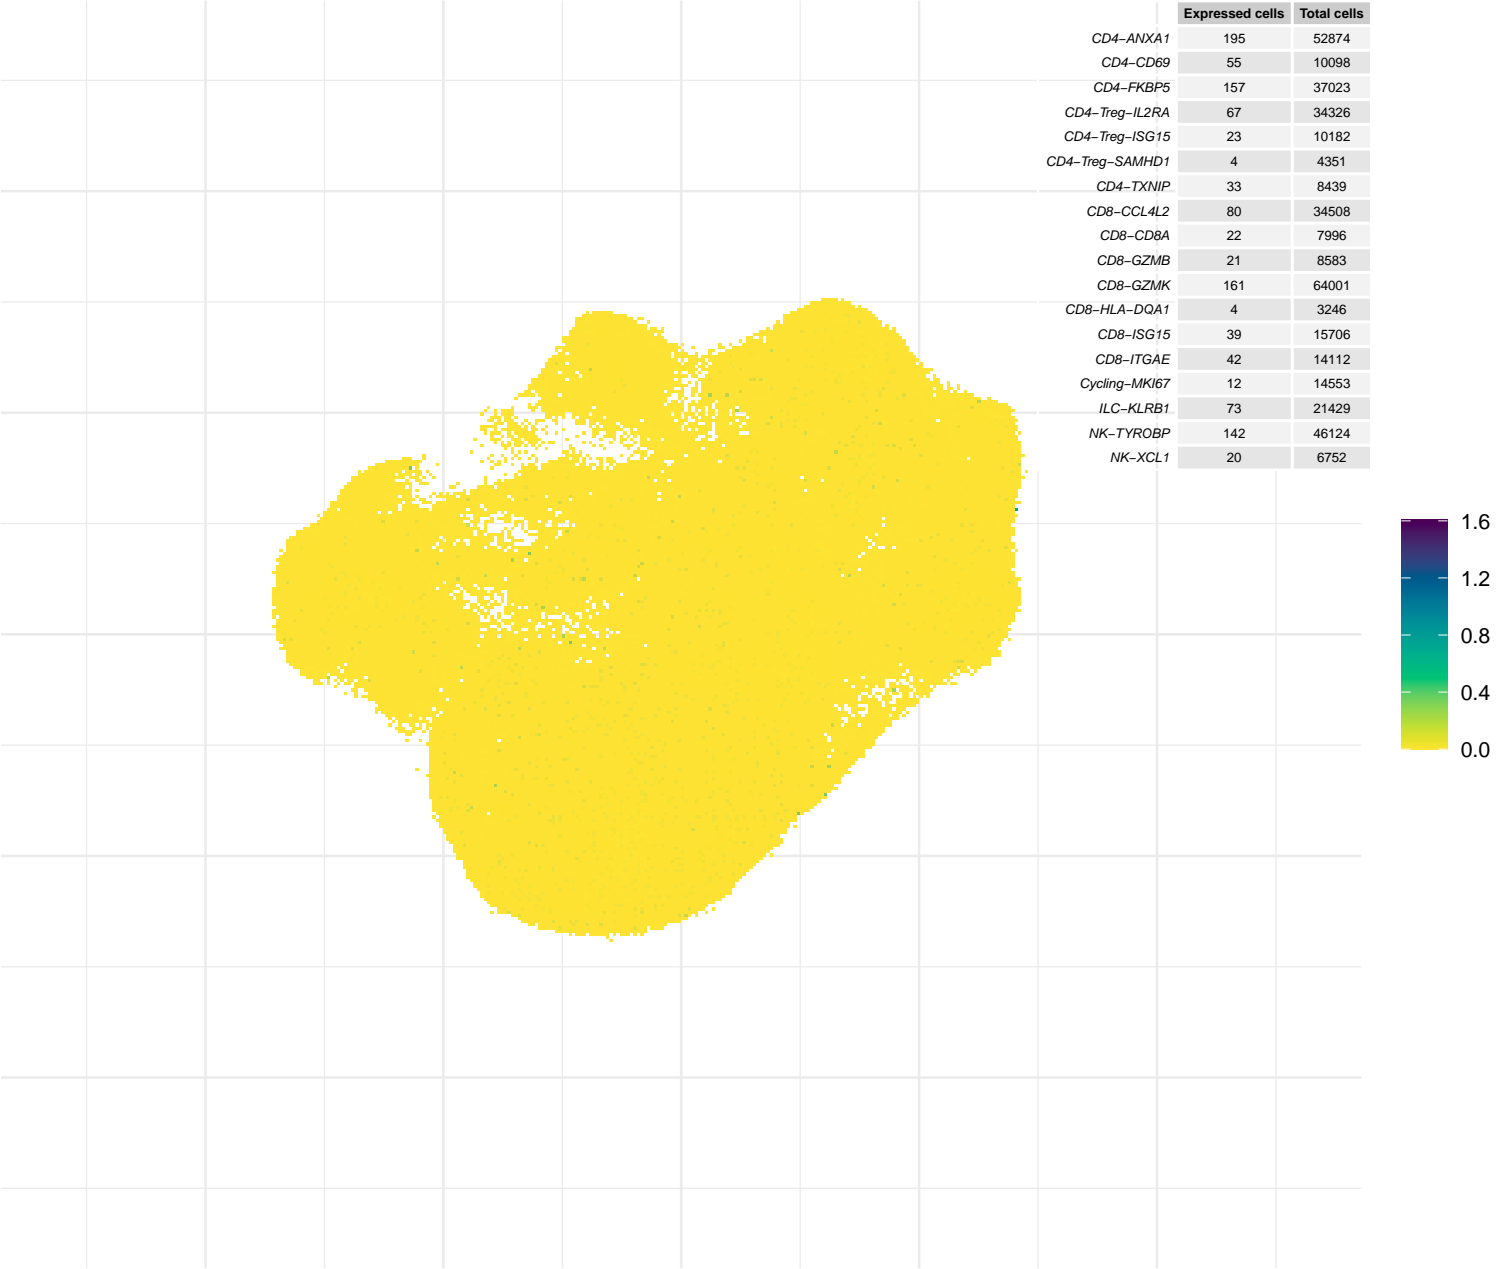 Expressed cells Total cells
CD4−ANXA1 195 52874
CD4−CD69 55 10098
CD4−FKBP5 157 37023
CD4−Treg−IL2RA 67 34326
CD4−Treg−ISG15 23 10182
CD4−Treg−SAMHD1 4 4351
CD4−TXNIP 33 8439
CD8−CCL4L2 80 34508
CD8−CD8A 22 7996
CD8−GZMB 21 8583
CD8−GZMK 161 64001
CD8−HLA−DQA1 4 3246
CD8−ISG15 39 15706
CD8−ITGAE 42 14112
Cycling−MKI67 12 14553
ILC−KLRB1 73 21429
NK−TYROBP 142 46124
NK−XCL1 20 6752
1.6
1.2
0.8
0.4
0.0